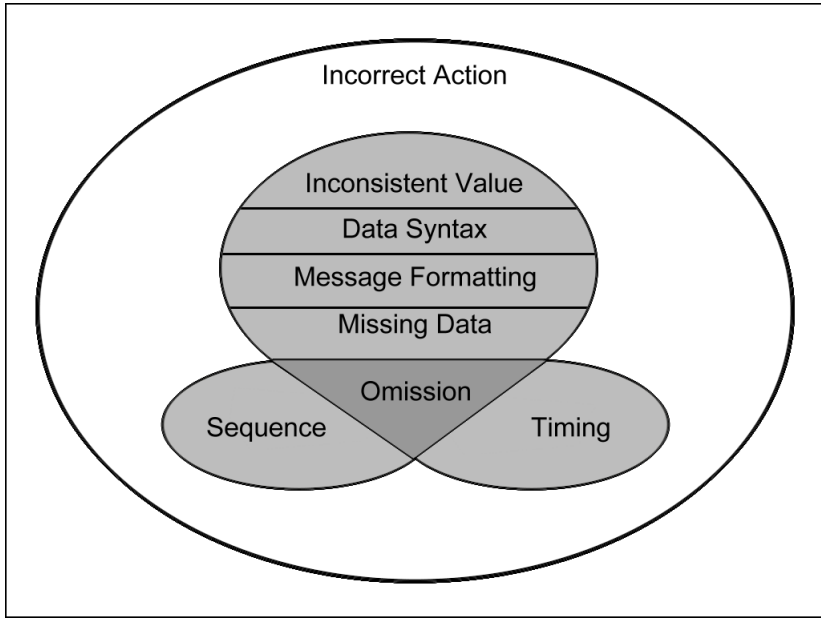 Incorrect Action
Inconsistent Value
Data Syntax
Message Formatting
Missing Data
Omission
Sequence
Timing